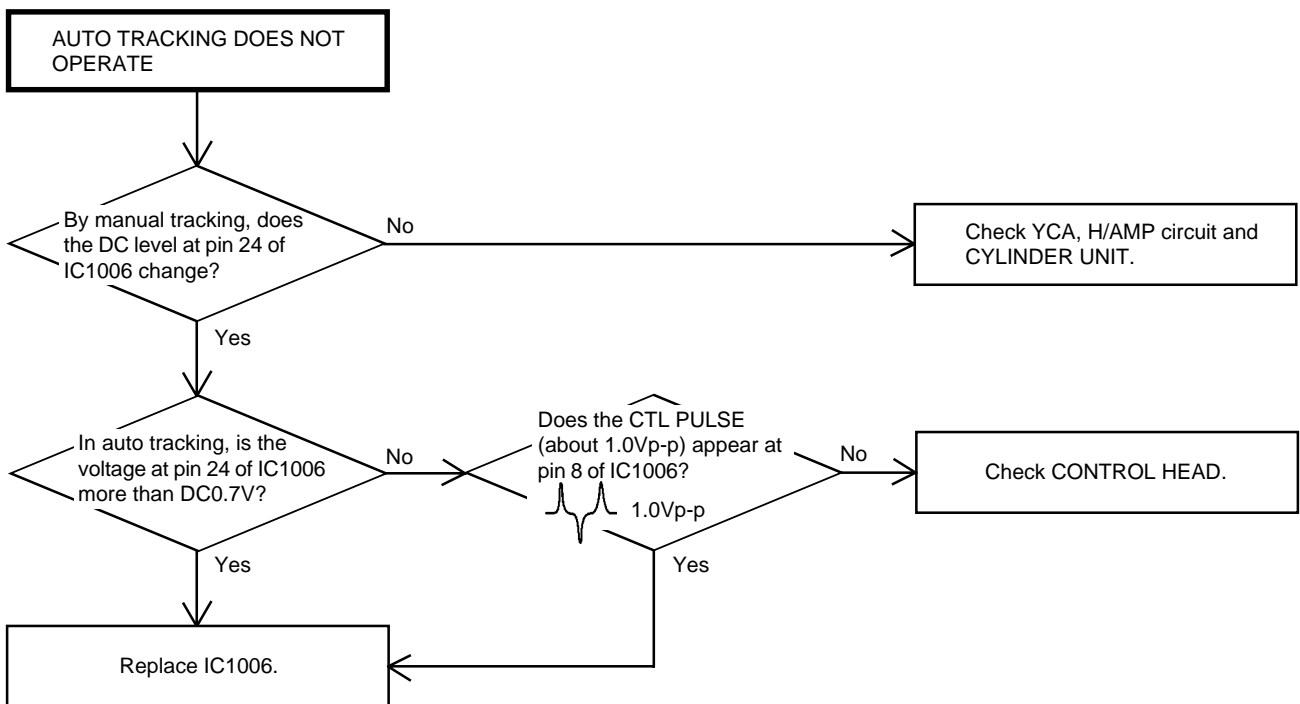 AUTO TRACKING DOES NOT
OPERATE
By manual tracking, does
the DC level at pin 24 of
IC1006 change?
No
Check YCA, H/AMP circuit and
CYLINDER UNIT.
Yes
In auto tracking, is the
voltage at pin 24 of IC1006
more than DC0.7V?
No
Does the CTL PULSE
(about 1.0Vp-p) appear at
pin 8 of IC1006?
1.0Vp-p
No
Check CONTROL HEAD.
Yes
Yes
Replace IC1006.